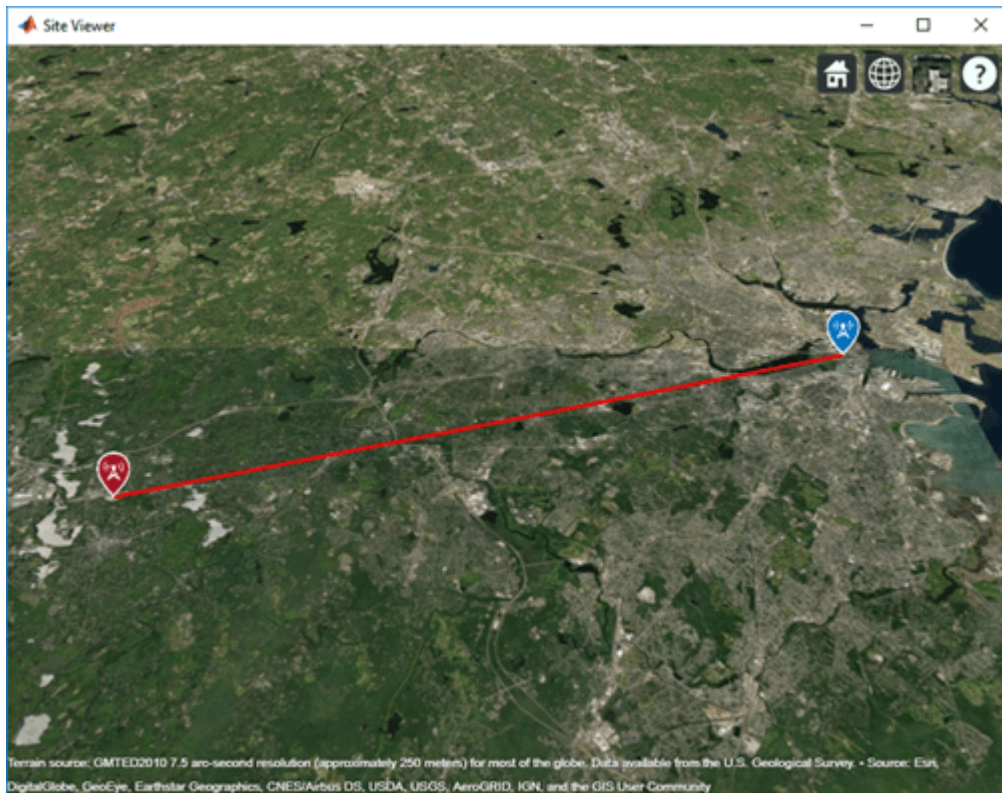 Site Viewer
?
Terrain source: GMTED2010 7.5 arc-second resolution (approximately 250 meters) for most of the globe. Data available from the U.S. Geological Survey. • Source: Esri,
DigitalGlobe, GeoEye, Earthstar Geographics, CNES/Airbus DS, USDA, USGS, AeroGRID, IGN, and the GIS User Community